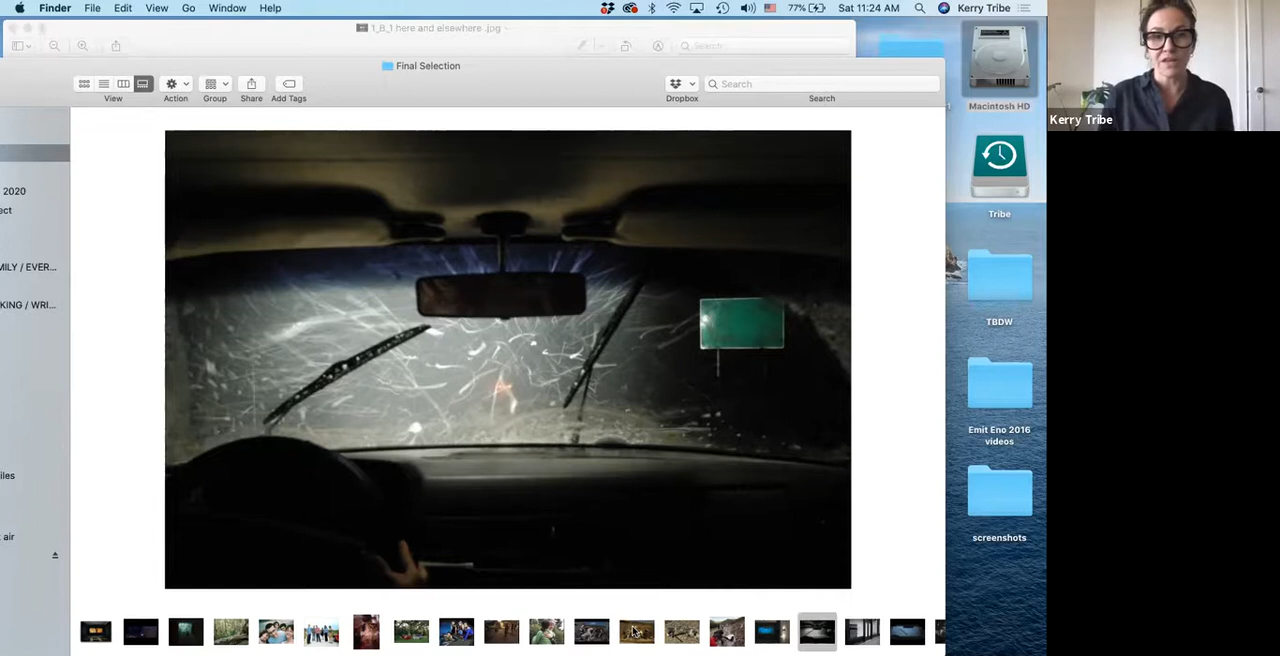 Finder File Edit View Go Window Help 77% Sat 11:24 AM Kerry Tribe
1_B_1 here and elsewhere .jpg
Search
Final Selection
Search
View Action Group Share Add Tags Dropbox Search
Macintosh HD
Kerry Tribe
2020
ect
MILY / EVER...
KING / WRI...
iles
t air
Tribe
TBDW
Emit Eno 2016
videos
screenshots